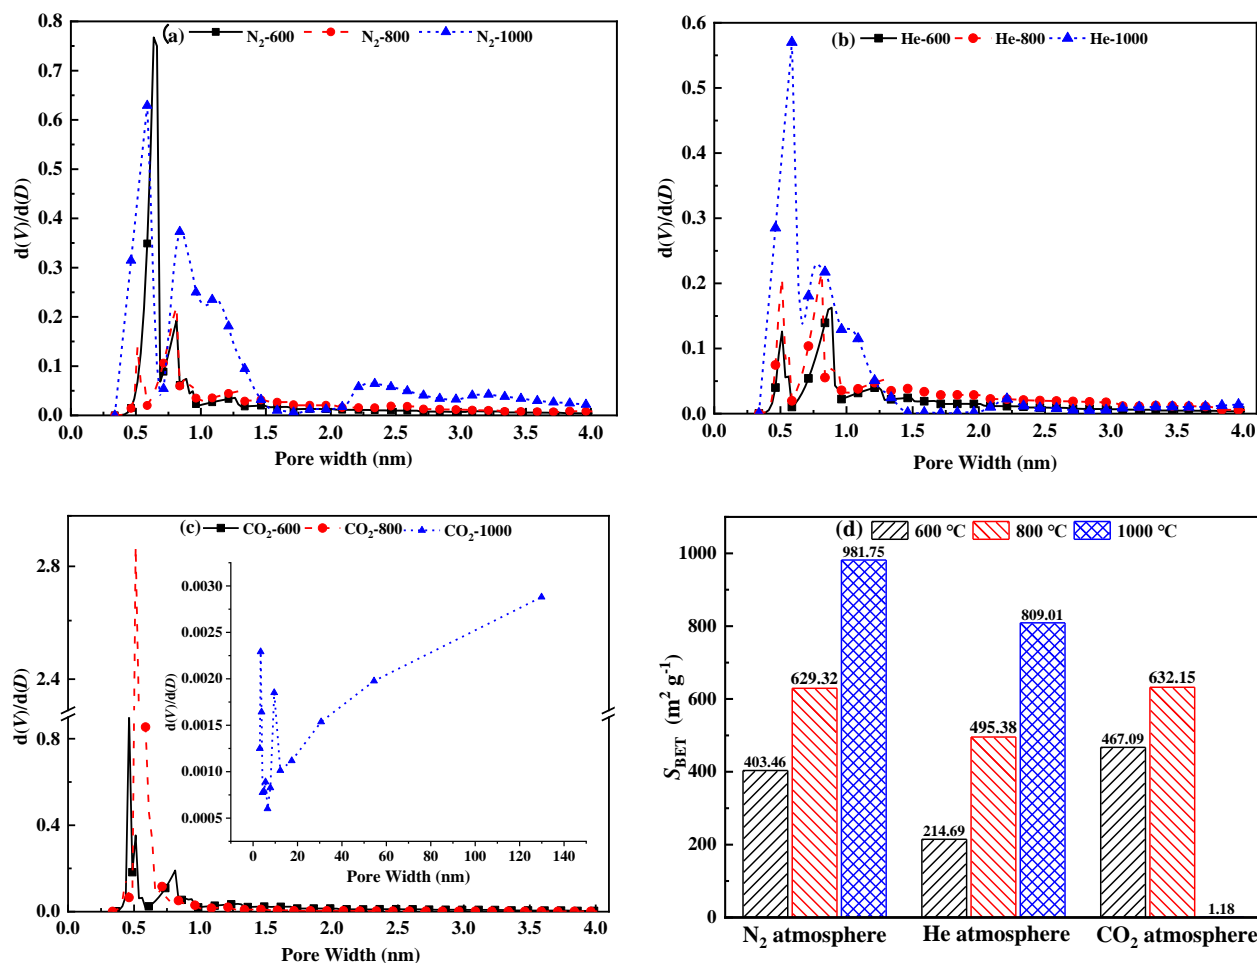 (a)
N₂-600 N₂-800 N₂-1000
0.8
0.7
0.6
0.5
0.4
0.3
0.2
0.1
0.0
d(V)/d(D)
0.0 0.5 1.0 1.5 2.0 2.5 3.0 3.5 4.0
Pore width (nm)
(b) He-600 He-800 He-1000
0.6
0.5
0.4
0.3
0.2
0.1
0.0
d(V)/d(D)
0.0 0.5 1.0 1.5 2.0 2.5 3.0 3.5 4.0
Pore Width (nm)
(c) CO₂-600 CO₂-800 CO₂-1000
2.8
2.4
0.8
0.4
0.0
d(V)/d(D)
0.0030
0.0025
0.0020
0.0015
0.0010
0.0005
d(V)/d(D)
0 20 40 60 80 100 120 140
Pore Width (nm)
0.0 0.5 1.0 1.5 2.0 2.5 3.0 3.5 4.0
Pore Width (nm)
(d) 600 °C 800 °C 1000 °C
1000
800
600
400
200
0
S_BET (m² g⁻¹)
403.46
629.32
981.75
214.69
495.38
809.01
467.09
632.15
1.18
N₂ atmosphere He atmosphere CO₂ atmosphere